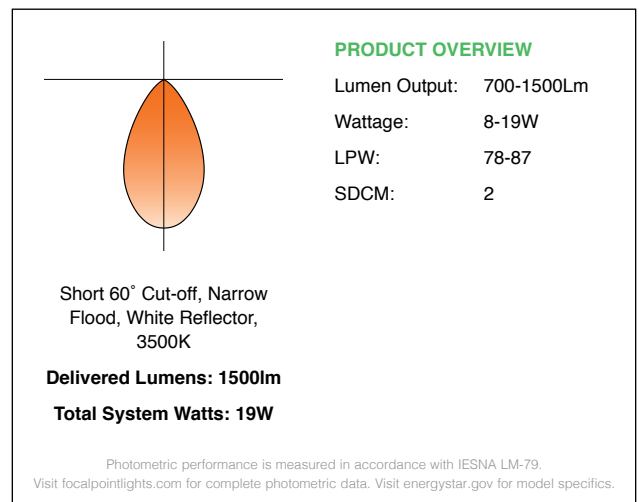 PRODUCT OVERVIEW
Lumen Output: 700-1500Lm
Wattage: 8-19W
LPW: 78-87
SDCM: 2
Short 60˚ Cut-off, Narrow
Flood, White Reflector,
3500K
Delivered Lumens: 1500lm
Total System Watts: 19W
Photometric performance is measured in accordance with IESNA LM-79.
Visit focalpointlights.com for complete photometric data. Visit energystar.gov for model specifics.